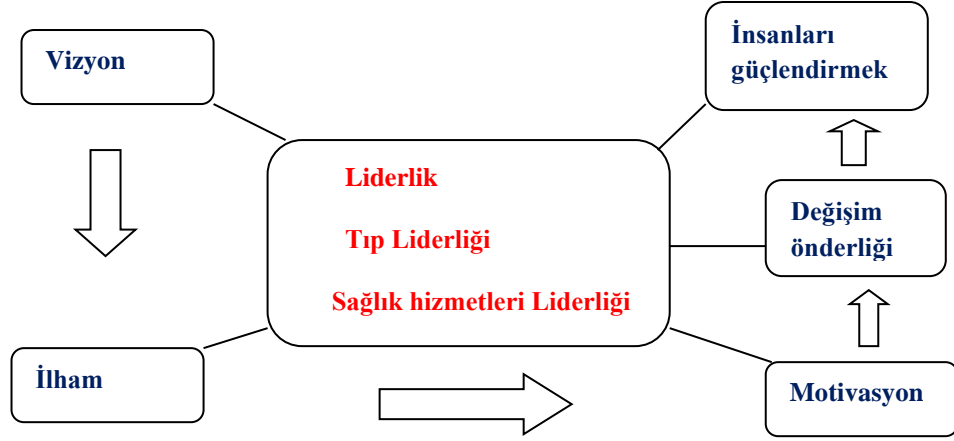 Vizyon
İnsanları
güçlendirmek
Liderlik
Tıp Liderliği
Sağlık hizmetleri Liderliği
Değişim
önderliği
İlham
Motivasyon